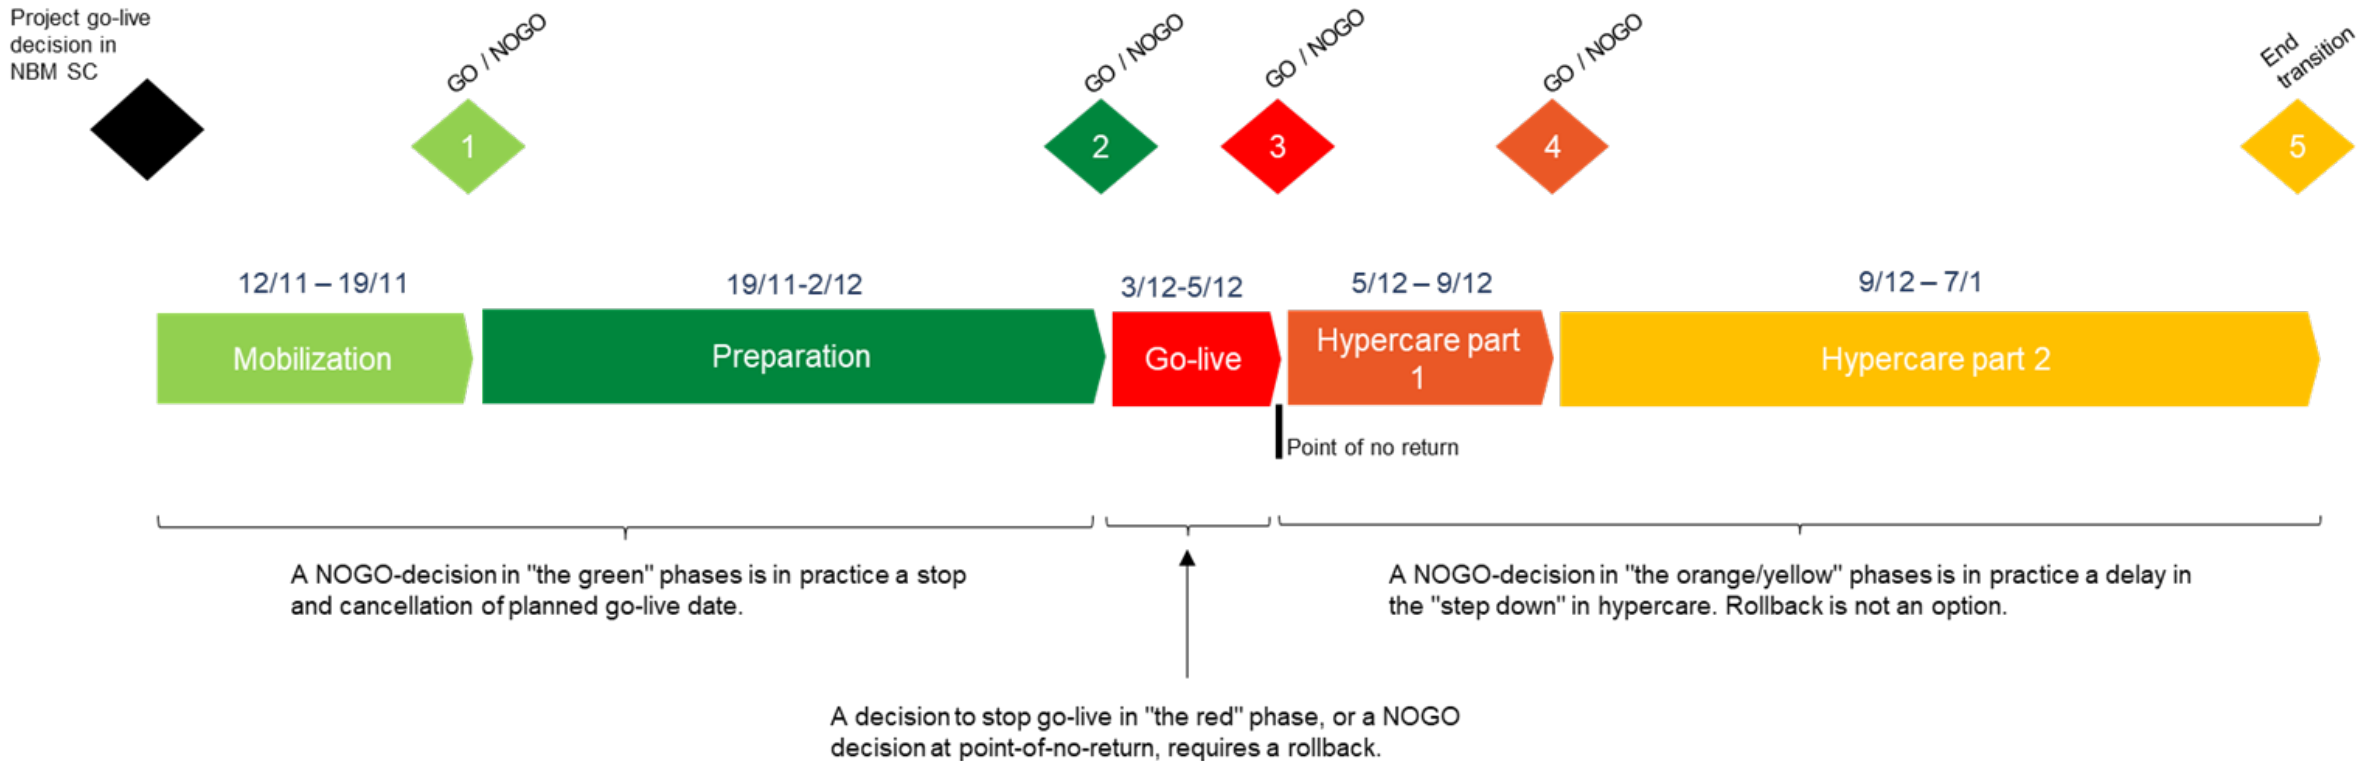 Project go-live
decision in
NBM SC
GO / NOGO
GO / NOGO
GO / NOGO
GO / NOGO
End
transition
1
2
3
4
5
12/11 – 19/11
19/11-2/12
3/12-5/12
5/12 – 9/12
9/12 – 7/1
Mobilization
Preparation
Go-live
Hypercare part
1
Hypercare part 2
Point of no return
A NOGO-decision in "the green" phases is in practice a stop
and cancellation of planned go-live date.
A NOGO-decision in "the orange/yellow" phases is in practice a delay in
the "step down" in hypercare. Rollback is not an option.
A decision to stop go-live in "the red" phase, or a NOGO
decision at point-of-no-return, requires a rollback.